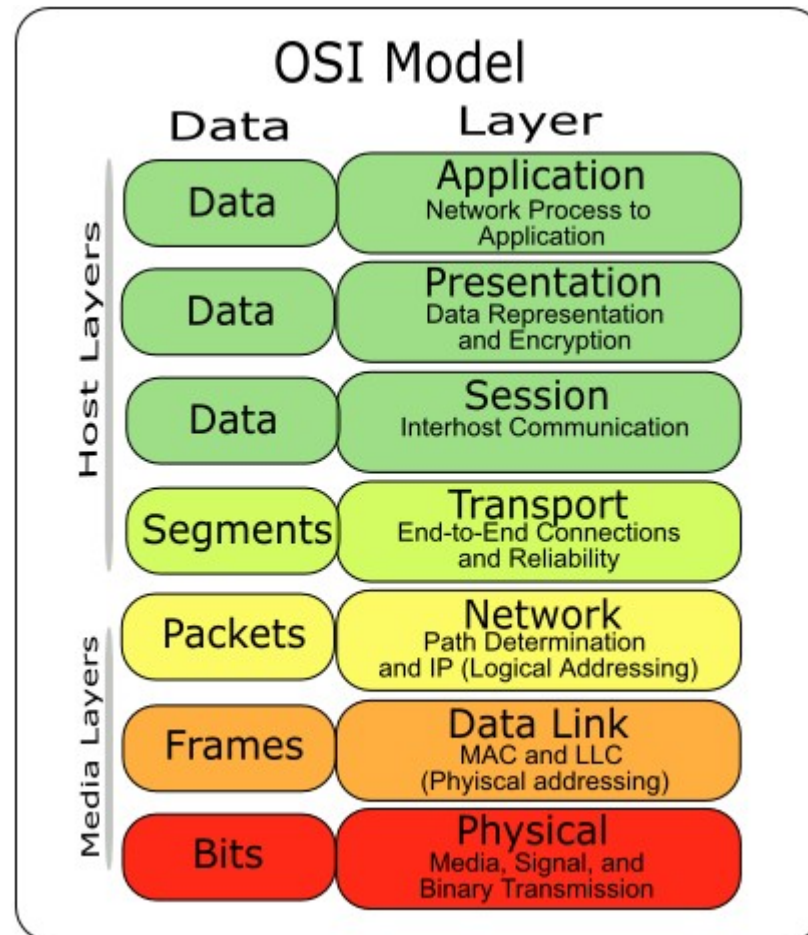 OSI Model
Data
Layer
Host Layers
Data
Application
Network Process to
Application
Data
Presentation
Data Representation
and Encryption
Data
Session
Interhost Communication
Segments
Transport
End-to-End Connections
and Reliability
Media Layers
Packets
Network
Path Determination
and IP (Logical Addressing)
Frames
Data Link
MAC and LLC
(Phyiscal addressing)
Bits
Physical
Media, Signal, and
Binary Transmission